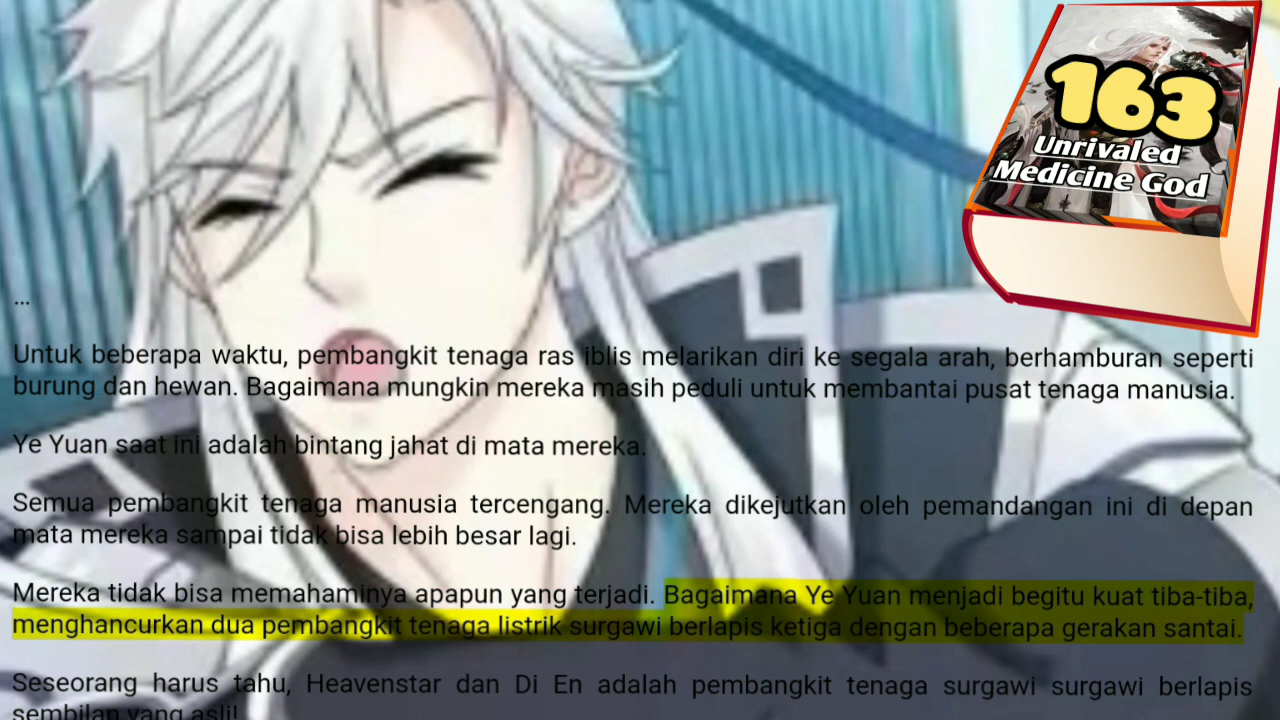 163
Unrivaled
Medicine God
...
Untuk beberapa waktu, pembangkit tenaga ras iblis melarikan diri ke segala arah, berhamburan seperti
burung dan hewan. Bagaimana mungkin mereka masih peduli untuk membantai pusat tenaga manusia.
Ye Yuan saat ini adalah bintang jahat di mata mereka.
Semua pembangkit tenaga manusia tercengang. Mereka dikejutkan oleh pemandangan ini di depan
mata mereka sampai tidak bisa lebih besar lagi.
Mereka tidak bisa memahaminya apapun yang terjadi. Bagaimana Ye Yuan menjadi begitu kuat tiba-tiba,
menghancurkan dua pembangkit tenaga listrik surgawi berlapis ketiga dengan beberapa gerakan santai.
Seseorang harus tahu, Heavenstar dan Di En adalah pembangkit tenaga surgawi surgawi berlapis
sembilan yang asli!